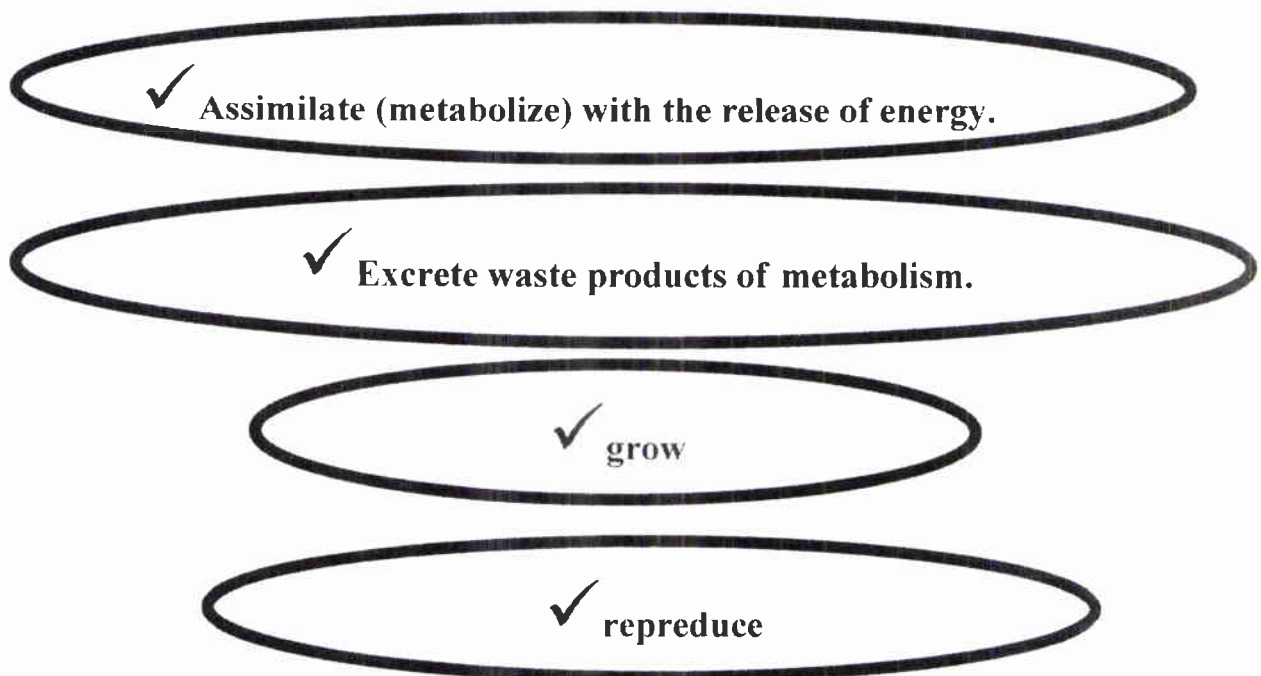 ✓ Assimilate (metabolize) with the release of energy.
✓ Excrete waste products of metabolism.
✓ grow
✓ repreduce